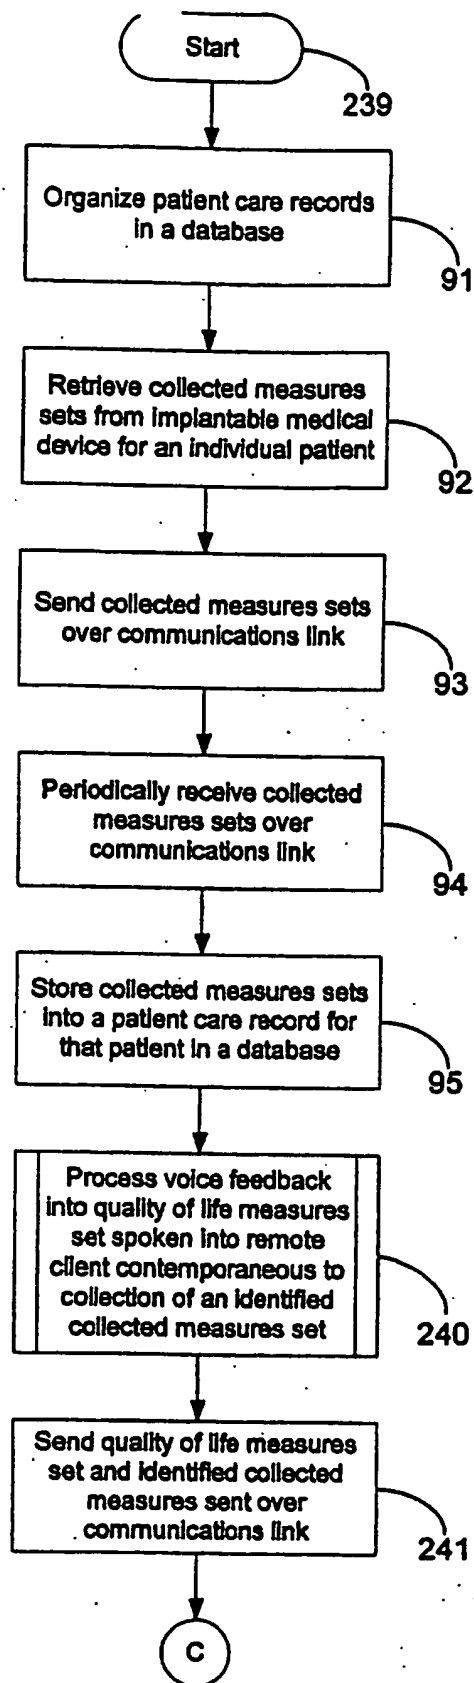 Start
239
Organize patient care records
in a database
91
Retrieve collected measures
sets from implantable medical
device for an individual patient
92
Send collected measures sets
over communications link
93
Periodically receive collected
measures sets over
communications link
94
Store collected measures sets
into a patient care record for
that patient in a database
95
Process voice feedback
into quality of life measures
set spoken into remote
client contemporaneous to
collection of an identified
collected measures set
240
Send quality of life measures
set and identified collected
measures sent over
communications link
241
C